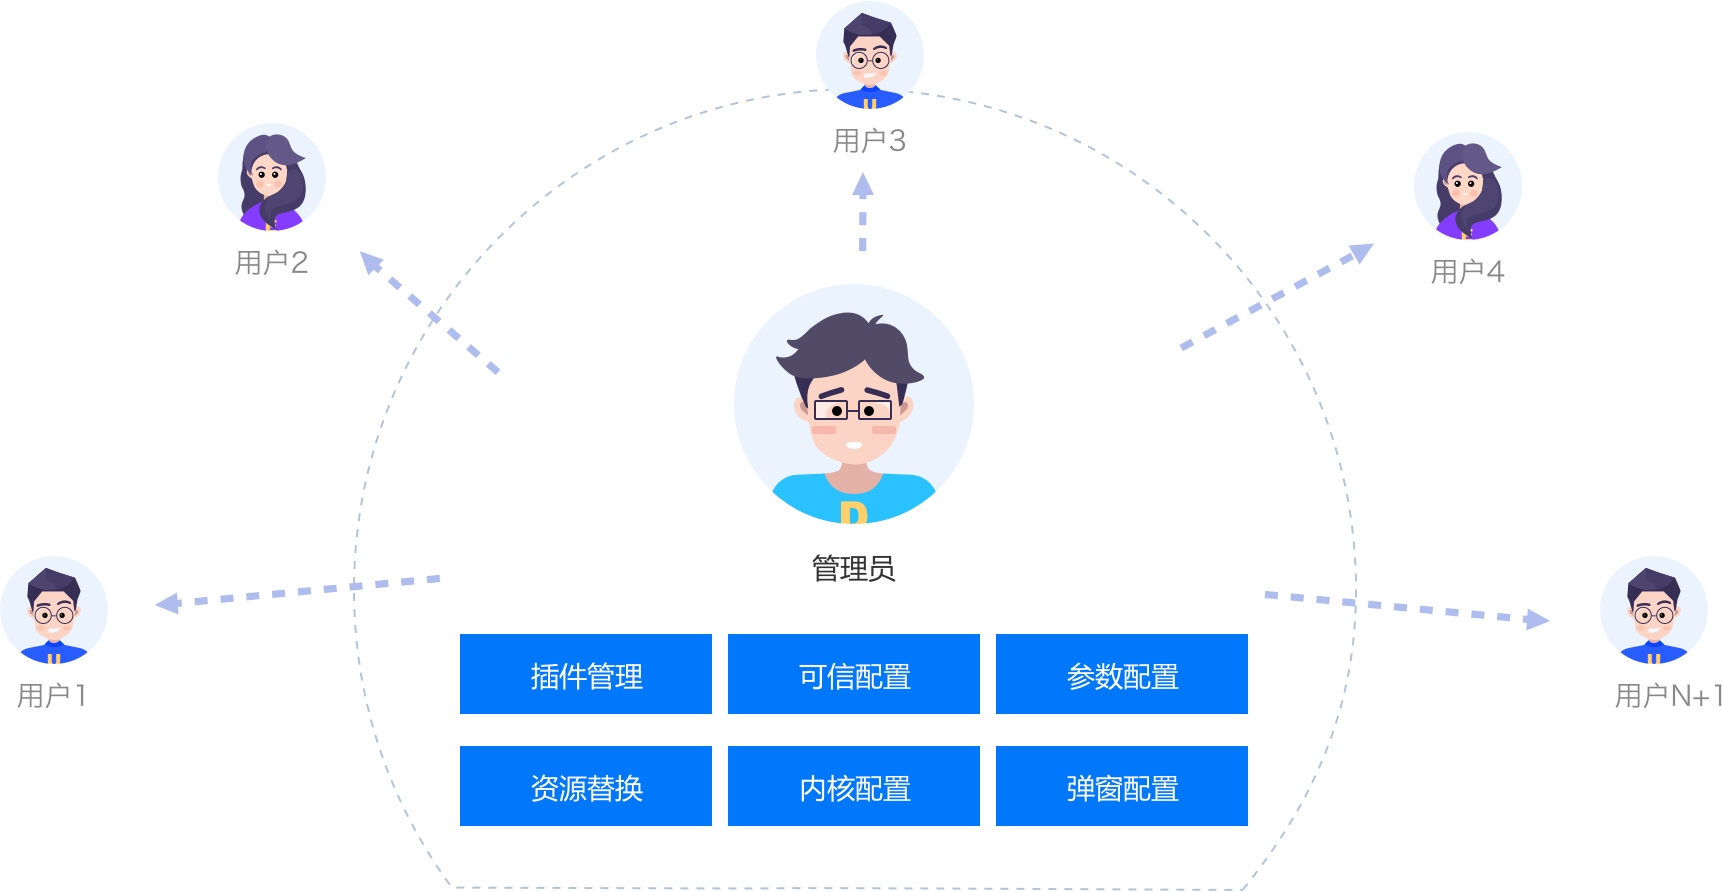 用户3
用户2
用户4
管理员
用户1
用户N+1
插件管理
可信配置
参数配置
资源替换
内核配置
弹窗配置